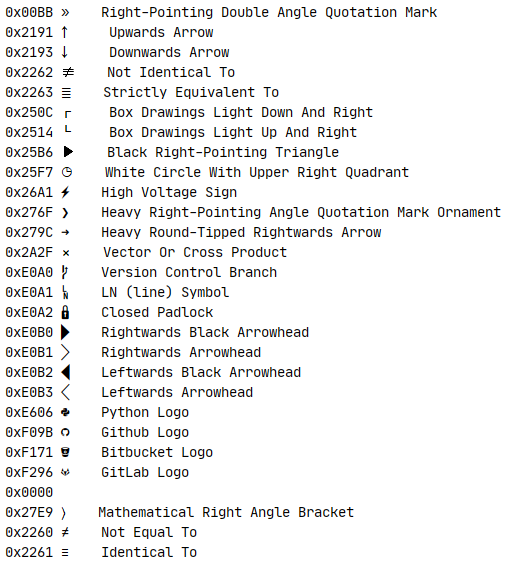 0x00BB » Right-Pointing Double Angle Quotation Mark
0x2191 ↑ Upwards Arrow
0x2193 ↓ Downwards Arrow
0x2262 ≢ Not Identical To
0x2263 ≣ Strictly Equivalent To
0x250C ┌ Box Drawings Light Down And Right
0x2514 └ Box Drawings Light Up And Right
0x25B6 ▶ Black Right-Pointing Triangle
0x25F7 ◷ White Circle With Upper Right Quadrant
0x26A1 ⚡ High Voltage Sign
0x276F ❯ Heavy Right-Pointing Angle Quotation Mark Ornament
0x279C ➜ Heavy Round-Tipped Rightwards Arrow
0x2A2F ⨯ Vector Or Cross Product
0xE0A0  Version Control Branch
0xE0A1  LN (line) Symbol
0xE0A2  Closed Padlock
0xE0B0  Rightwards Black Arrowhead
0xE0B1  Rightwards Arrowhead
0xE0B2  Leftwards Black Arrowhead
0xE0B3  Leftwards Arrowhead
0xE606  Python Logo
0xF09B  Github Logo
0xF171  Bitbucket Logo
0xF296  GitLab Logo
0x0000
0x27E9 ⟩ Mathematical Right Angle Bracket
0x2260 ≠ Not Equal To
0x2261 ≡ Identical To